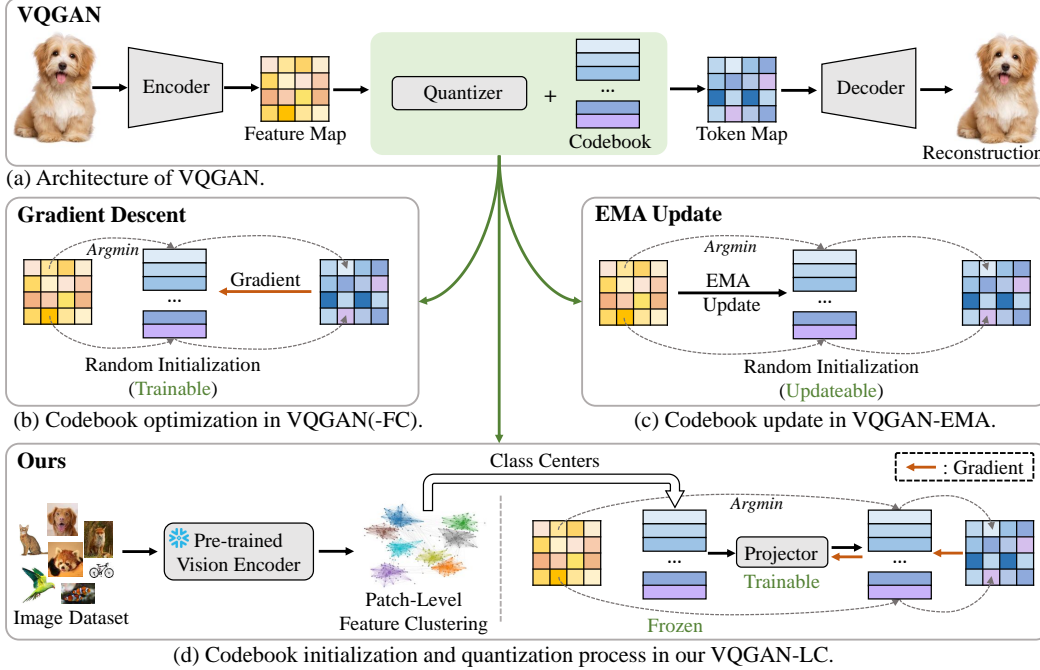 VQGAN
Encoder
Feature Map
Quantizer
+
...
Codebook
Token Map
Decoder
Reconstruction
(a) Architecture of VQGAN.
Gradient Descent
Argmin
Gradient
...
Random Initialization
(Trainable)
(b) Codebook optimization in VQGAN(-FC).
EMA Update
Argmin
EMA
Update
...
Random Initialization
(Updateable)
(c) Codebook update in VQGAN-EMA.
Ours
Image Dataset
Pre-trained
Vision Encoder
Patch-Level
Feature Clustering
Class Centers
: Gradient
Argmin
...
Projector
Trainable
...
Frozen
(d) Codebook initialization and quantization process in our VQGAN-LC.